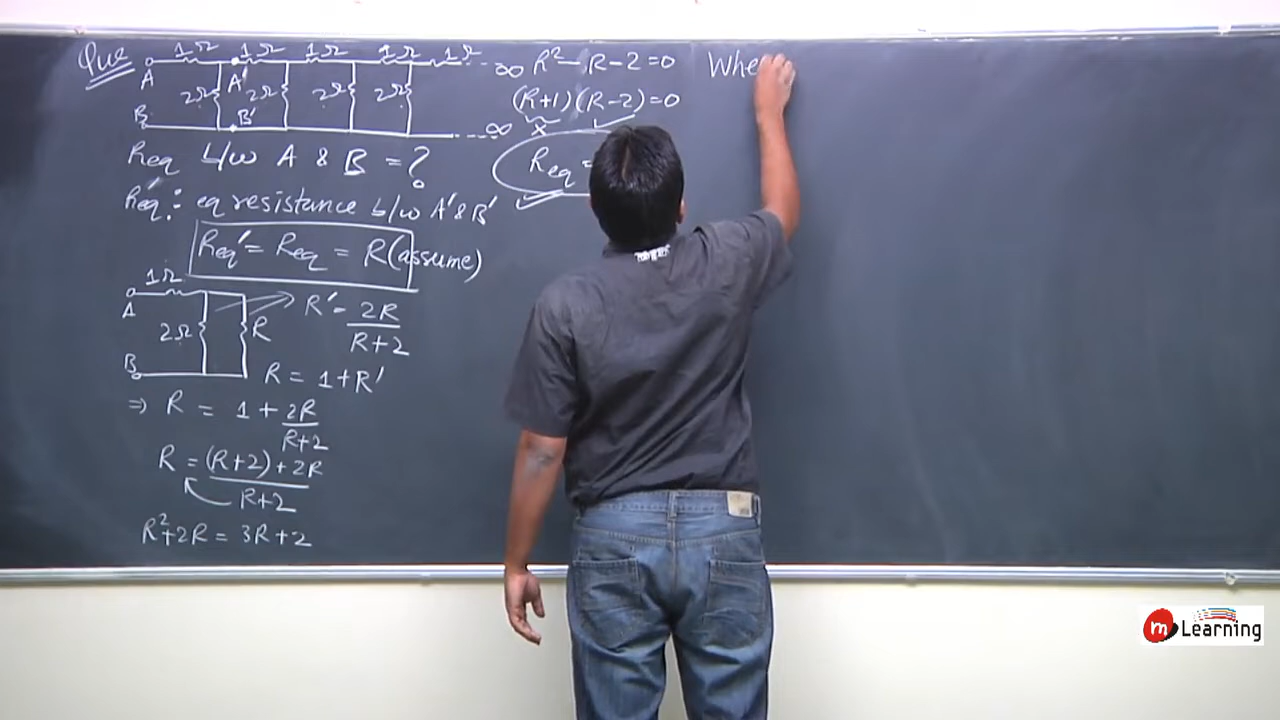 Que
1Ω 1Ω 1Ω 1Ω 1Ω
A A' ∞
2Ω 2Ω 2Ω 2Ω
B B' ∞
Req b/w A & B = ?
Req': eq resistance b/w A' & B'
Req' = Req = R (assume)
1Ω
A
2Ω R
B
R' = 2R/(R+2)
R = 1+R'
⇒ R = 1 + 2R/(R+2)
R = ((R+2)+2R)/(R+2)
R²+2R = 3R+2
R² - R - 2 = 0
(R+1)(R-2) = 0
x
Req =
Whe
m Learning